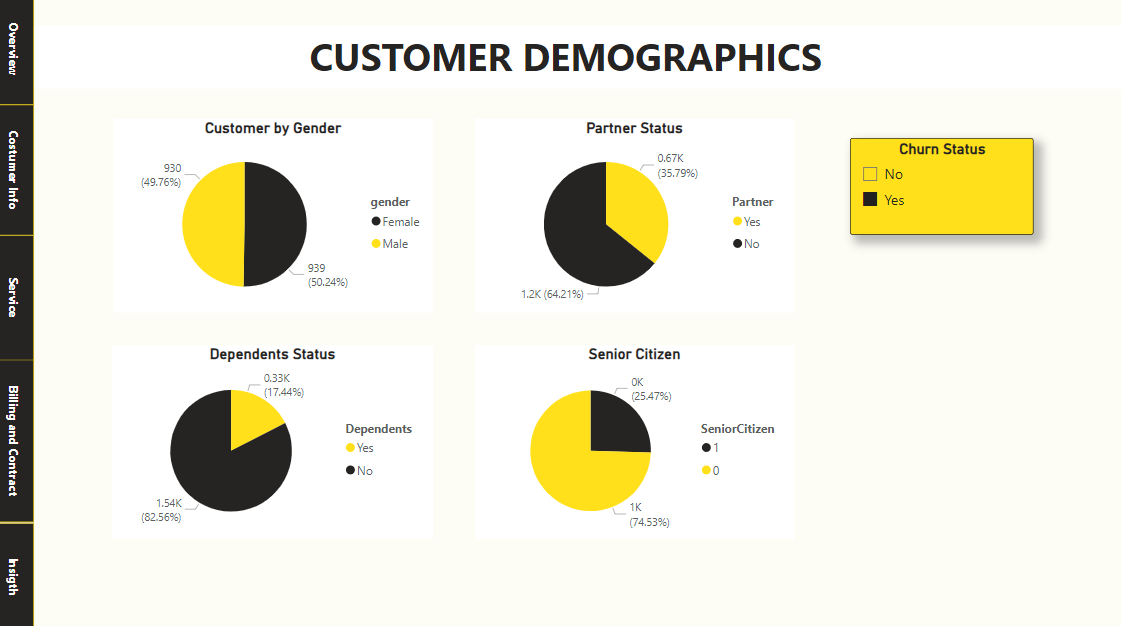 Overview
Costumer Info
Service
Billing and Contract
Insigth
CUSTOMER DEMOGRAPHICS
Customer by Gender
930
(49.76%)
939
(50.24%)
gender
Female
Male
Partner Status
0.67K
(35.79%)
1.2K (64.21%)
Partner
Yes
No
Churn Status
No
Yes
Dependents Status
0.33K
(17.44%)
1.54K
(82.56%)
Dependents
Yes
No
Senior Citizen
0K
(25.47%)
1K
(74.53%)
SeniorCitizen
1
0